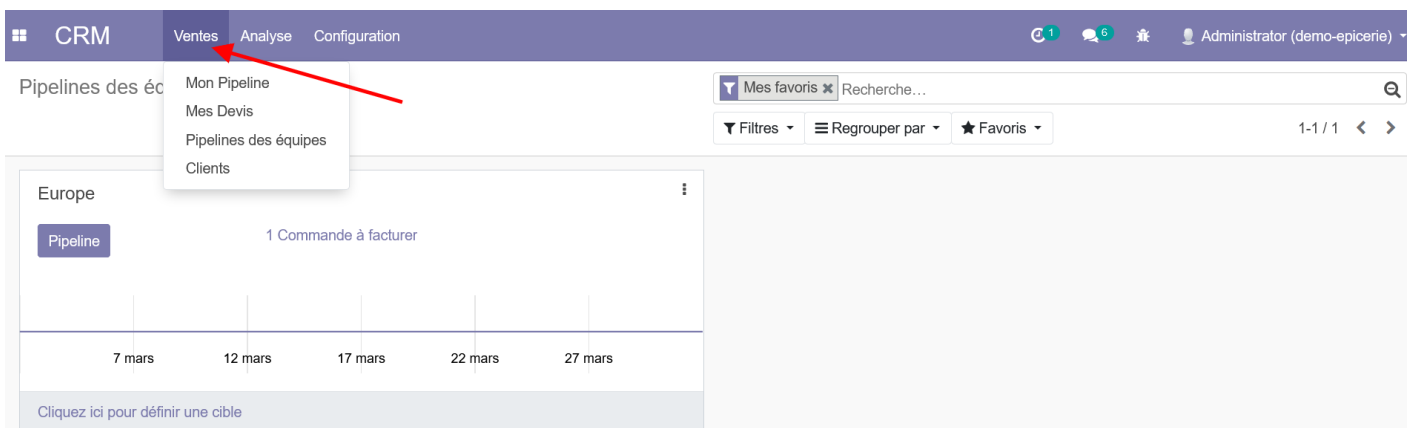 CRM Ventes Analyse Configuration 1 6 Administrator (demo-epicerie)
Pipelines des éq
Mon Pipeline
Mes Devis
Pipelines des équipes
Clients
Mes favoris Recherche...
Filtres Regrouper par Favoris 1-1 / 1
Europe
Pipeline 1 Commande à facturer
7 mars 12 mars 17 mars 22 mars 27 mars
Cliquez ici pour définir une cible